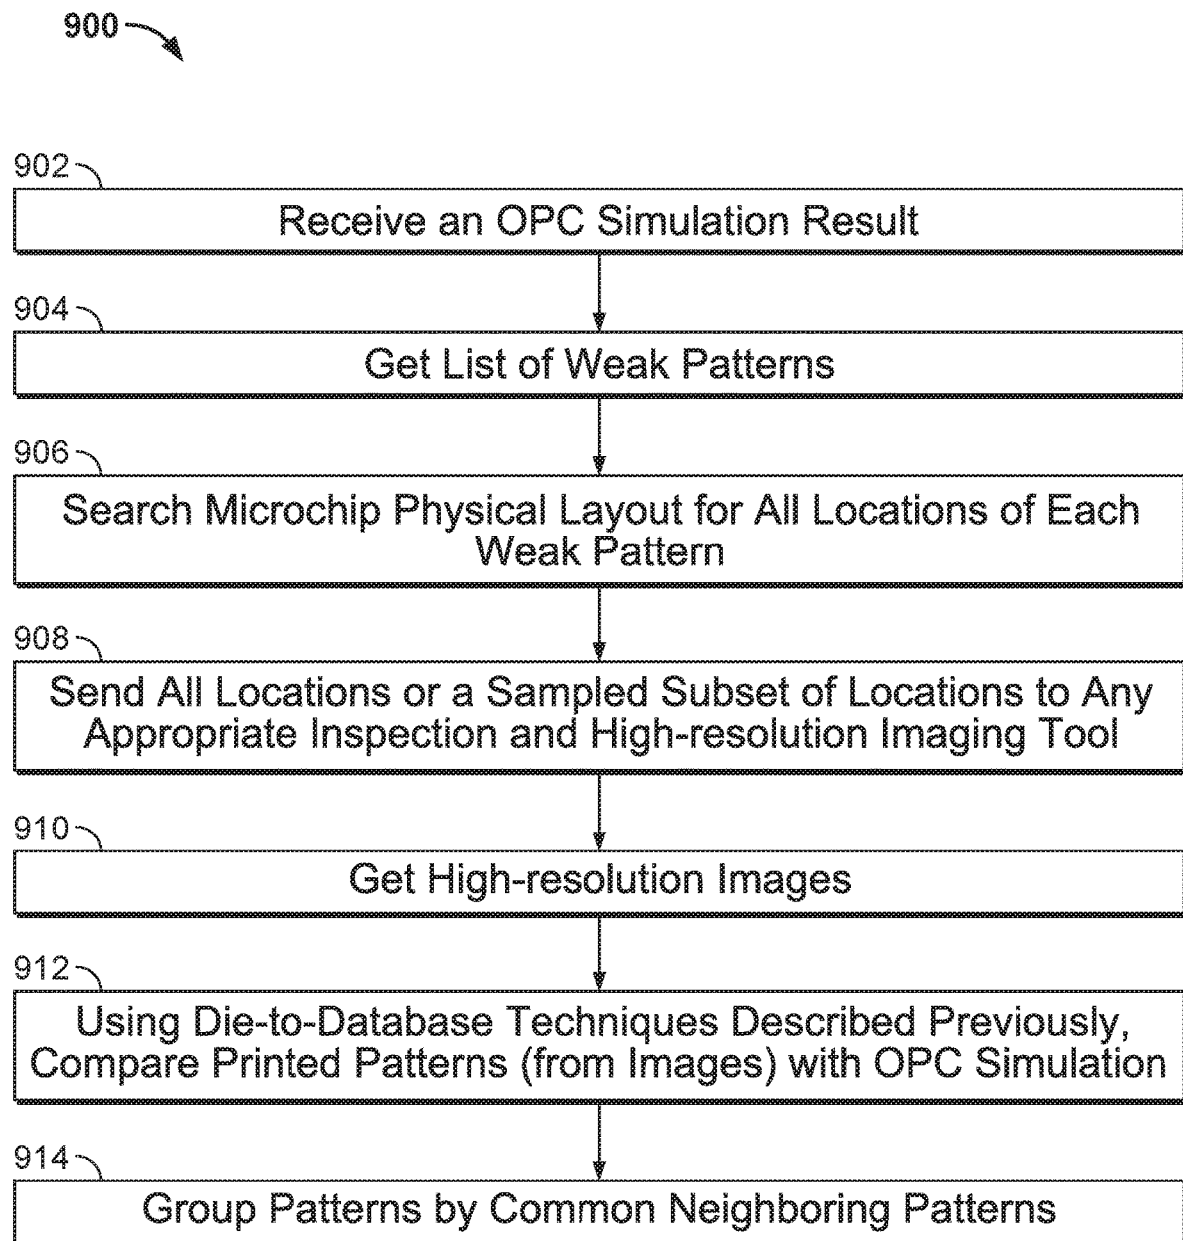 900
902
Receive an OPC Simulation Result
904
Get List of Weak Patterns
906
Search Microchip Physical Layout for All Locations of Each
Weak Pattern
908
Send All Locations or a Sampled Subset of Locations to Any
Appropriate Inspection and High-resolution Imaging Tool
910
Get High-resolution Images
912
Using Die-to-Database Techniques Described Previously,
Compare Printed Patterns (from Images) with OPC Simulation
914
Group Patterns by Common Neighboring Patterns